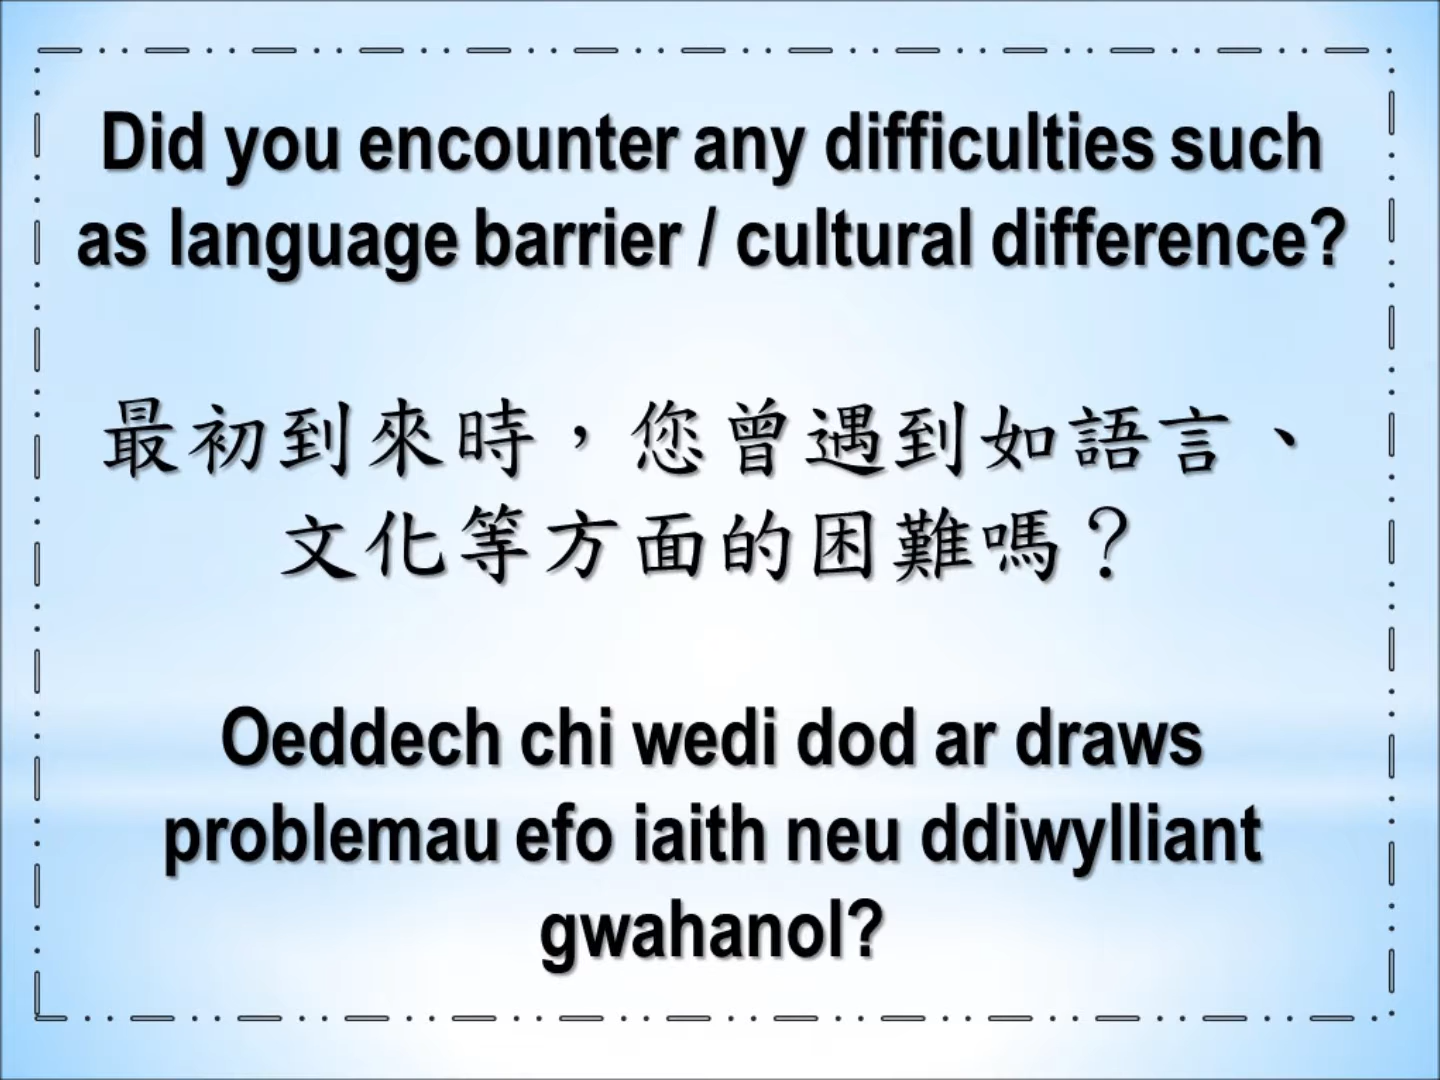 Did you encounter any difficulties such
as language barrier / cultural difference?
最初到來時，您曾遇到如語言、
文化等方面的困難嗎？
Oeddech chi wedi dod ar draws
problemau efo iaith neu ddiwylliant
gwahanol?